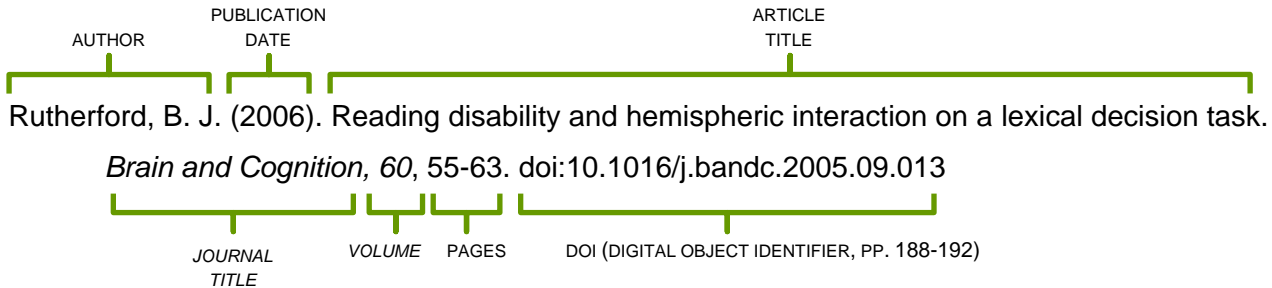 PUBLICATION ARTICLE
AUTHOR DATE TITLE
Rutherford, B. J. (2006). Reading disability and hemispheric interaction on a lexical decision task.
Brain and Cognition, 60, 55-63. doi:10.1016/j.bandc.2005.09.013
JOURNAL VOLUME PAGES DOI (DIGITAL OBJECT IDENTIFIER, PP. 188-192)
TITLE